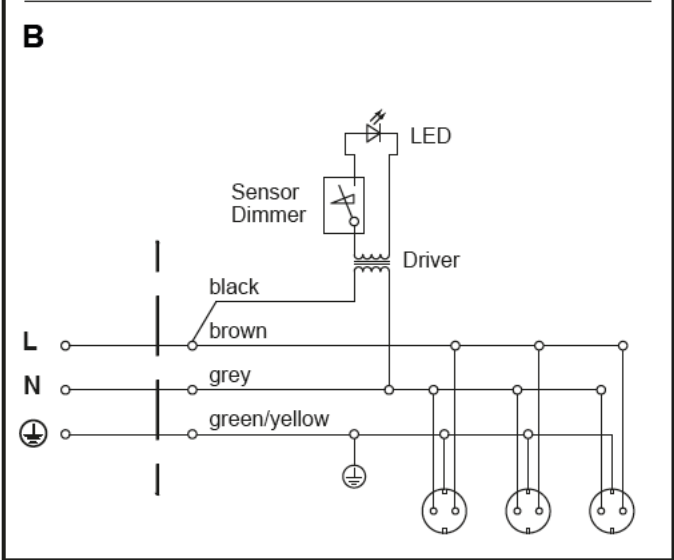 B
LED
Sensor
Dimmer
Driver
black
brown
L
grey
N
green/yellow